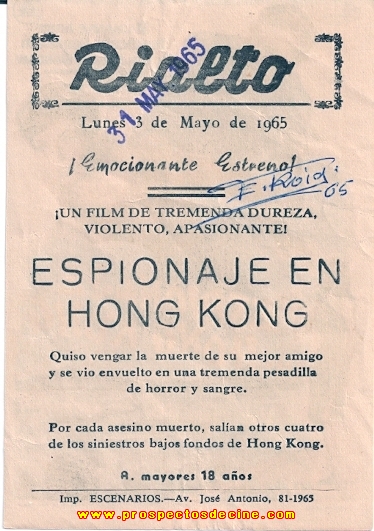 Rialto
31 MAY 1965
Lunes 3 de Mayo de 1965
¡Emocionante Estreno!
E. Roig. 65
¡UN FILM DE TREMENDA DUREZA,
VIOLENTO, APASIONANTE!
ESPIONAJE EN
HONG KONG
Quiso vengar la muerte de su mejor amigo
y se vio envuelto en una tremenda pesadilla
de horror y sangre.
Por cada asesino muerto, salían otros cuatro
de los siniestros bajos fondos de Hong Kong.
A. mayores 18 años
Imp. ESCENARIOS.—Av. José Antonio, 81-1965
www.prospectosdecine.com